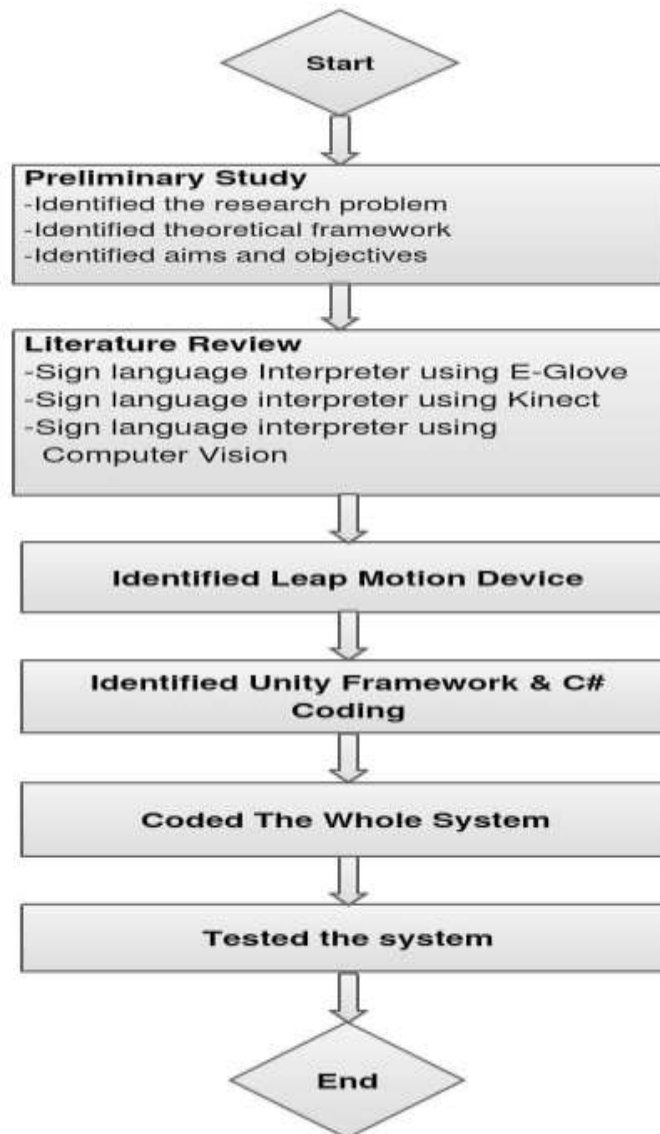 Start
Preliminary Study
-Identified the research problem
-Identified theoretical framework
-Identified aims and objectives
Literature Review
-Sign language Interpreter using E-Glove
-Sign language interpreter using Kinect
-Sign language interpreter using
Computer Vision
Identified Leap Motion Device
Identified Unity Framework & C#
Coding
Coded The Whole System
Tested the system
End